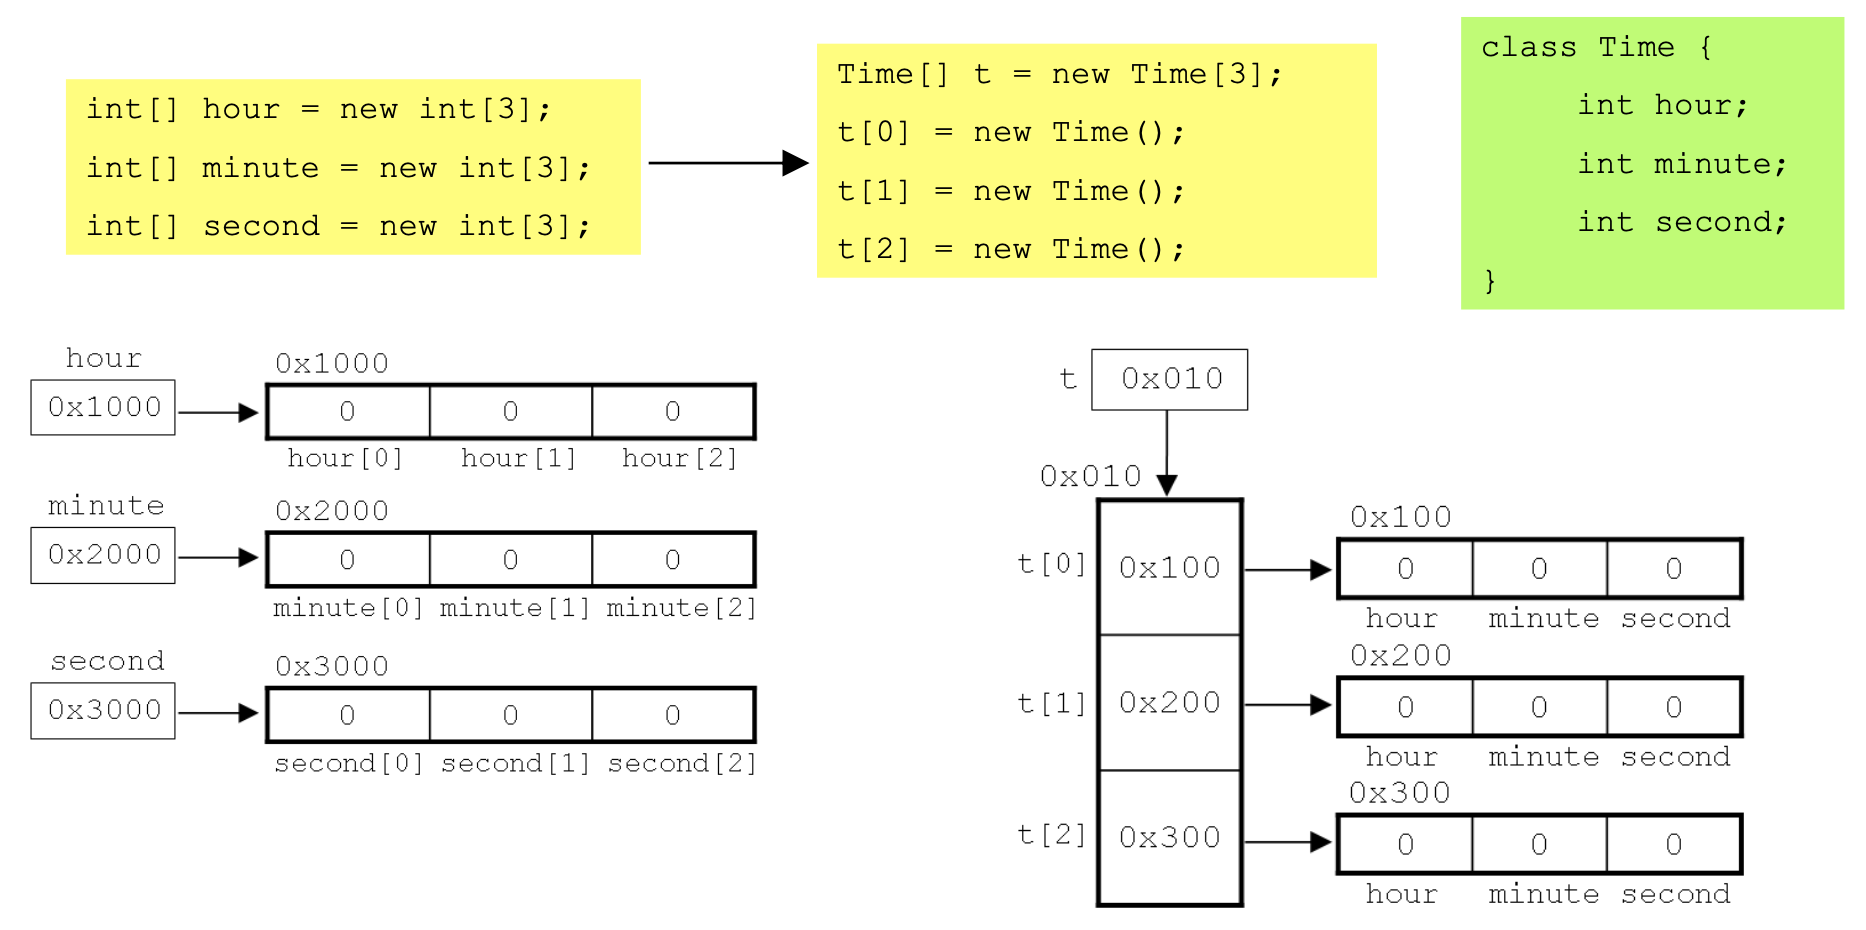 int[] hour = new int[3];
int[] minute = new int[3];
int[] second = new int[3];
Time[] t = new Time[3];
t[0] = new Time();
t[1] = new Time();
t[2] = new Time();
class Time {
int hour;
int minute;
int second;
}
hour
0x1000
0x1000
0 0 0
hour[0] hour[1] hour[2]
minute
0x2000
0x2000
0 0 0
minute[0] minute[1] minute[2]
second
0x3000
0x3000
0 0 0
second[0] second[1] second[2]
t 0x010
0x010
t[0] 0x100
0x100
0 0 0
hour minute second
t[1] 0x200
0x200
0 0 0
hour minute second
t[2] 0x300
0x300
0 0 0
hour minute second